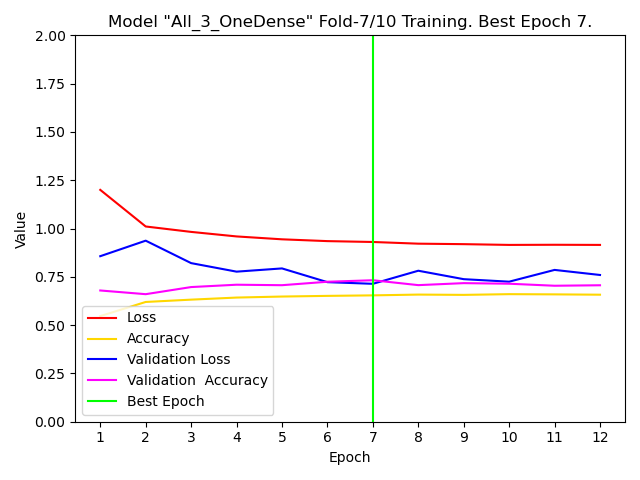 Model "All_3_OneDense" Fold-7/10 Training. Best Epoch 7.
2.00
1.75
1.50
1.25
1.00
0.75
0.50
0.25
0.00
Value
Loss
Accuracy
Validation Loss
Validation  Accuracy
Best Epoch
1 2 3 4 5 6 7 8 9 10 11 12
Epoch